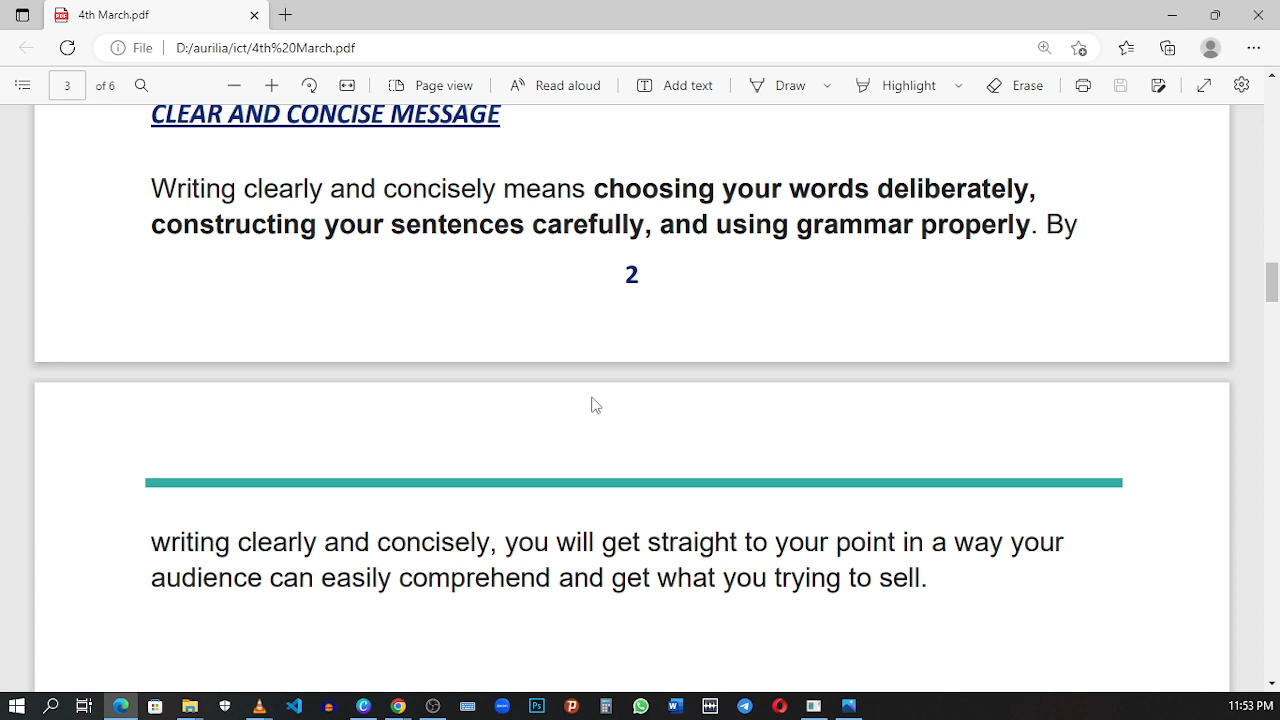 4th March.pdf
File
D:/aurilia/ict/4th%20March.pdf
3 of 6 Page view Read aloud Add text Draw Highlight Erase
CLEAR AND CONCISE MESSAGE
Writing clearly and concisely means choosing your words deliberately,
constructing your sentences carefully, and using grammar properly. By
2
writing clearly and concisely, you will get straight to your point in a way your
audience can easily comprehend and get what you trying to sell.
11:53 PM